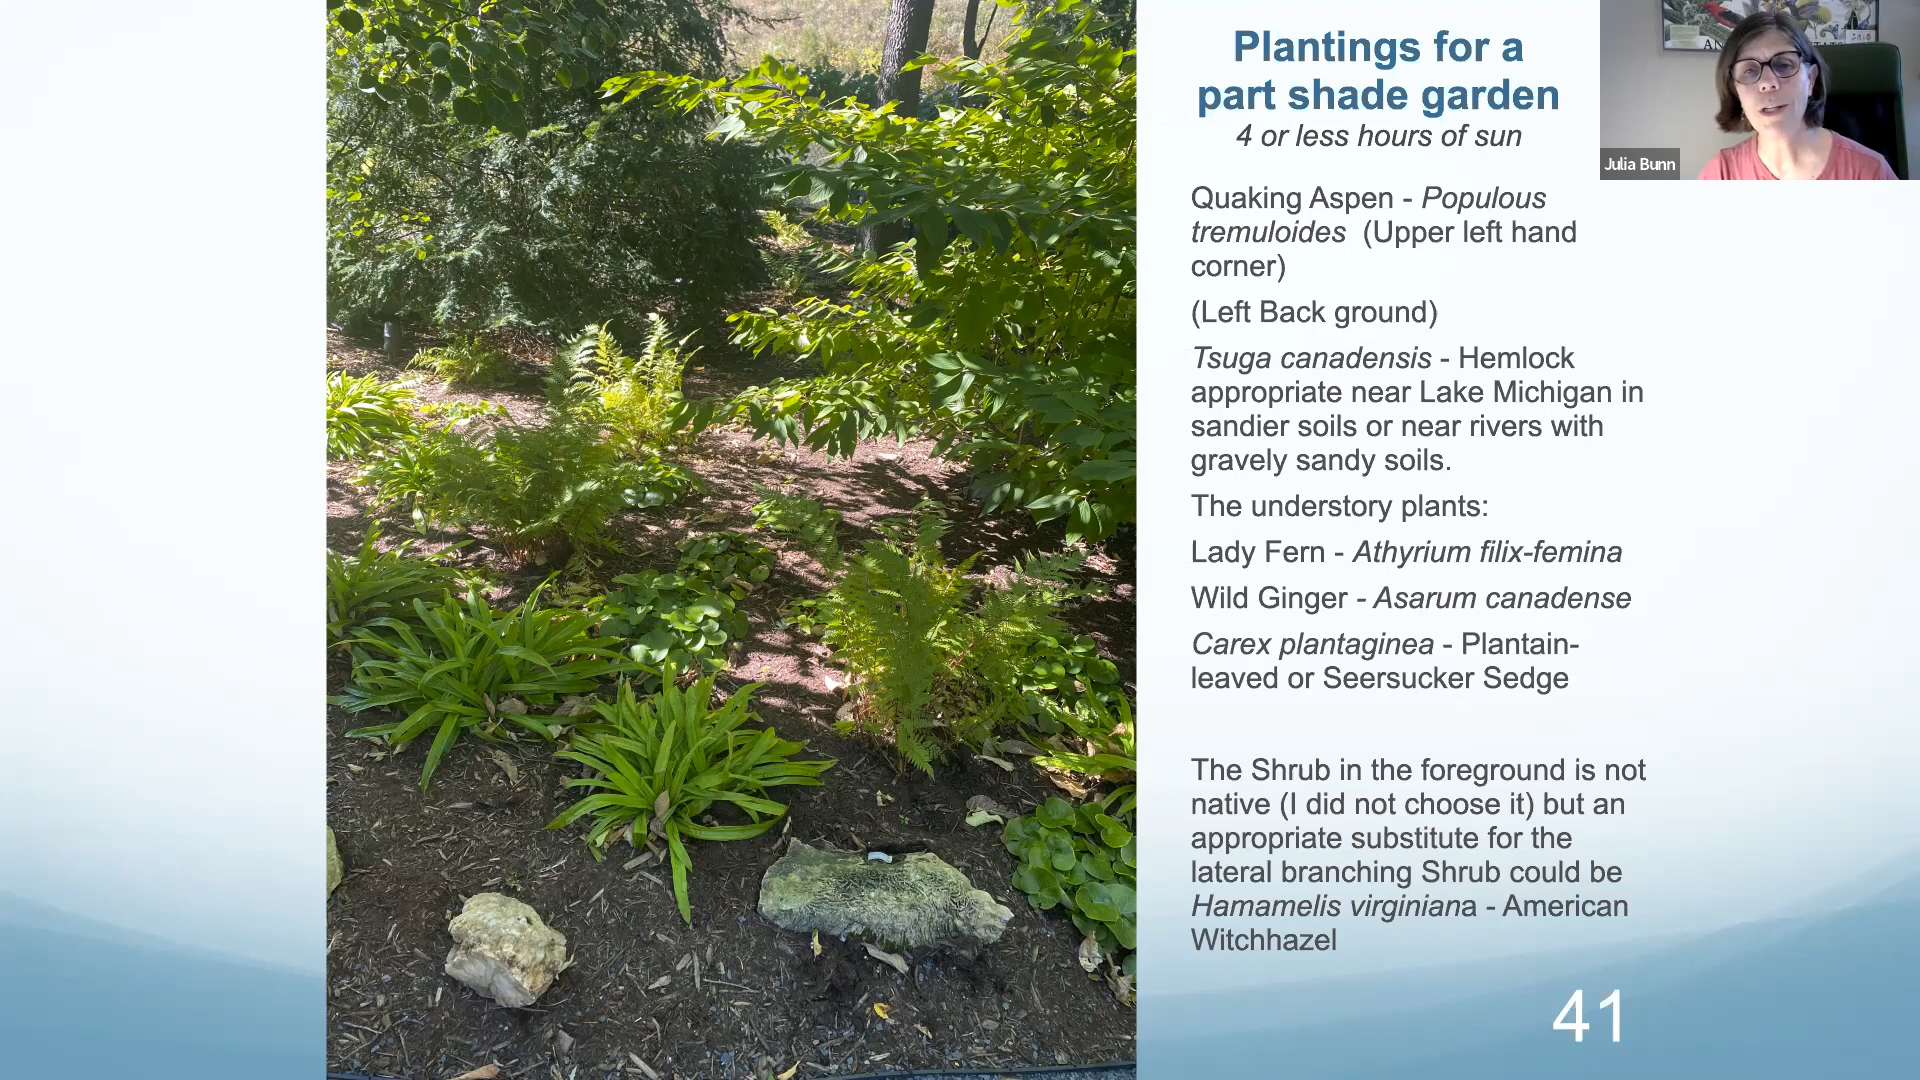 Plantings for a
part shade garden
4 or less hours of sun
Julia Bunn
Quaking Aspen - Populous
tremuloides (Upper left hand
corner)
(Left Back ground)
Tsuga canadensis - Hemlock
appropriate near Lake Michigan in
sandier soils or near rivers with
gravely sandy soils.
The understory plants:
Lady Fern - Athyrium filix-femina
Wild Ginger - Asarum canadense
Carex plantaginea - Plantain-
leaved or Seersucker Sedge
The Shrub in the foreground is not
native (I did not choose it) but an
appropriate substitute for the
lateral branching Shrub could be
Hamamelis virginiana - American
Witchhazel
41